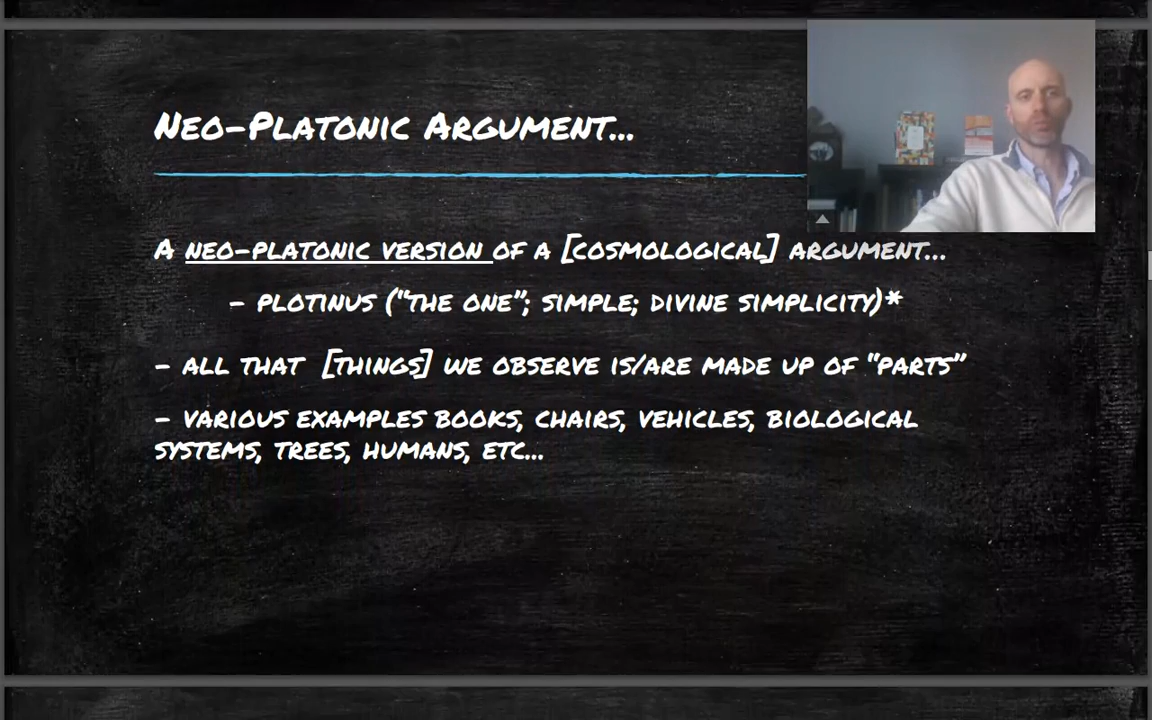 Neo-Platonic Argument...
A neo-platonic version of a [cosmological] argument...
– Plotinus ("The One"; simple; divine simplicity)*
– All that [things] we observe is/are made up of "parts"
– Various examples books, chairs, vehicles, biological
systems, trees, humans, etc...